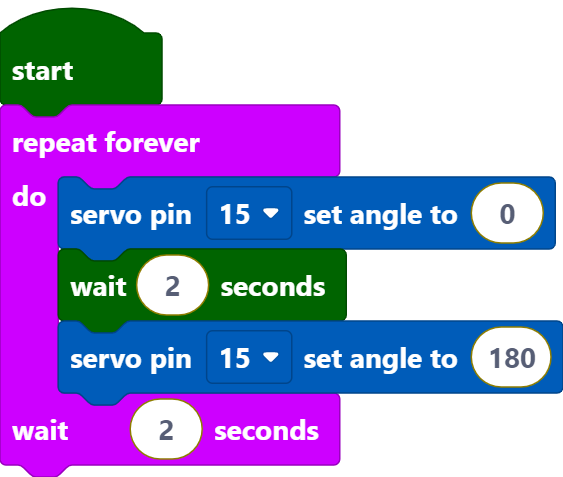 start
repeat forever
do
servo pin 15 set angle to 0
wait 2 seconds
servo pin 15 set angle to 180
wait 2 seconds